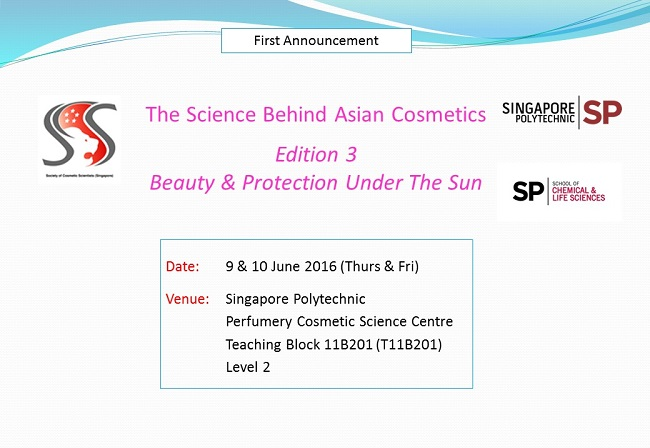 First Announcement
The Science Behind Asian Cosmetics
Edition 3
Beauty & Protection Under The Sun
Society of Cosmetic Scientists (Singapore)
SINGAPORE
POLYTECHNIC
SP
SP
SCHOOL OF
CHEMICAL &
LIFE SCIENCES
Date: 9 & 10 June 2016 (Thurs & Fri)
Venue: Singapore Polytechnic
Perfumery Cosmetic Science Centre
Teaching Block 11B201 (T11B201)
Level 2